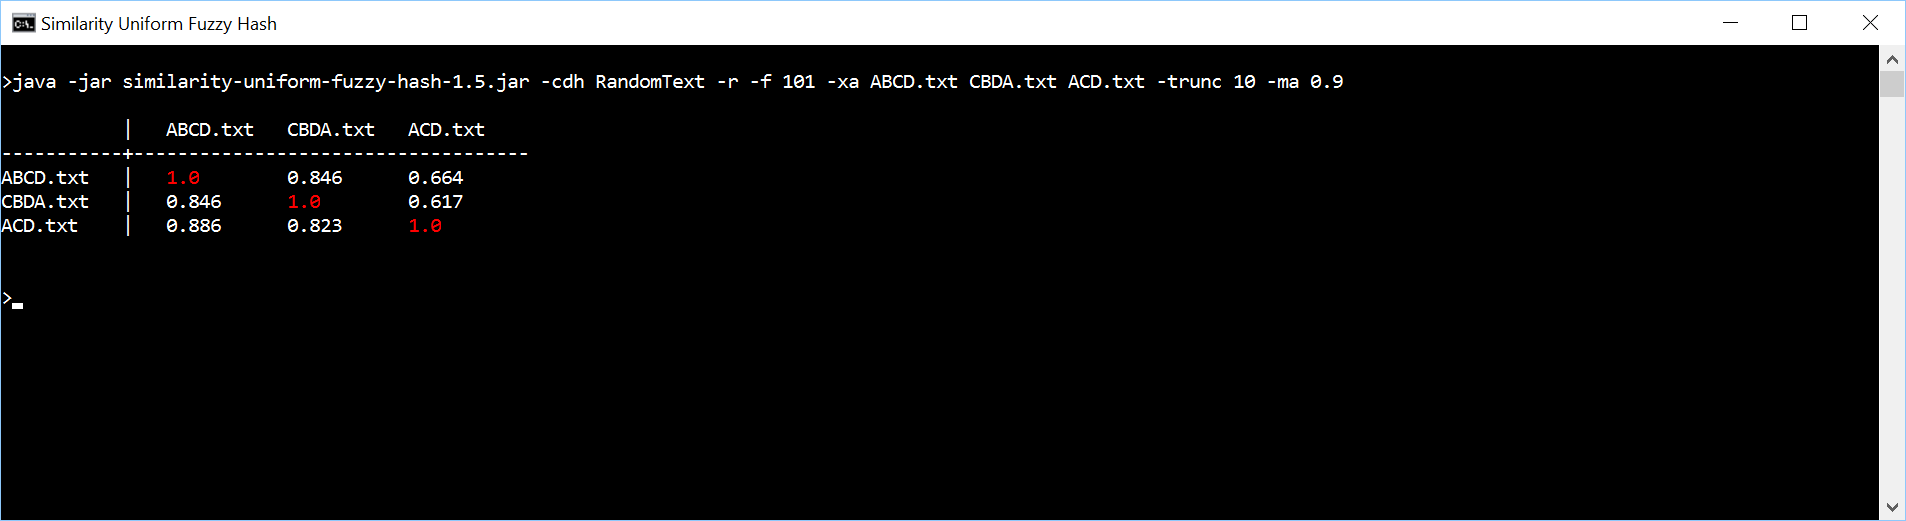 Similarity Uniform Fuzzy Hash
>java -jar similarity-uniform-fuzzy-hash-1.5.jar -cdh RandomText -r -f 101 -xa ABCD.txt CBDA.txt ACD.txt -trunc 10 -ma 0.9
           |   ABCD.txt   CBDA.txt   ACD.txt
-----------+------------------------------------
ABCD.txt   |   1.0        0.846      0.664
CBDA.txt   |   0.846      1.0        0.617
ACD.txt    |   0.886      0.823      1.0
>